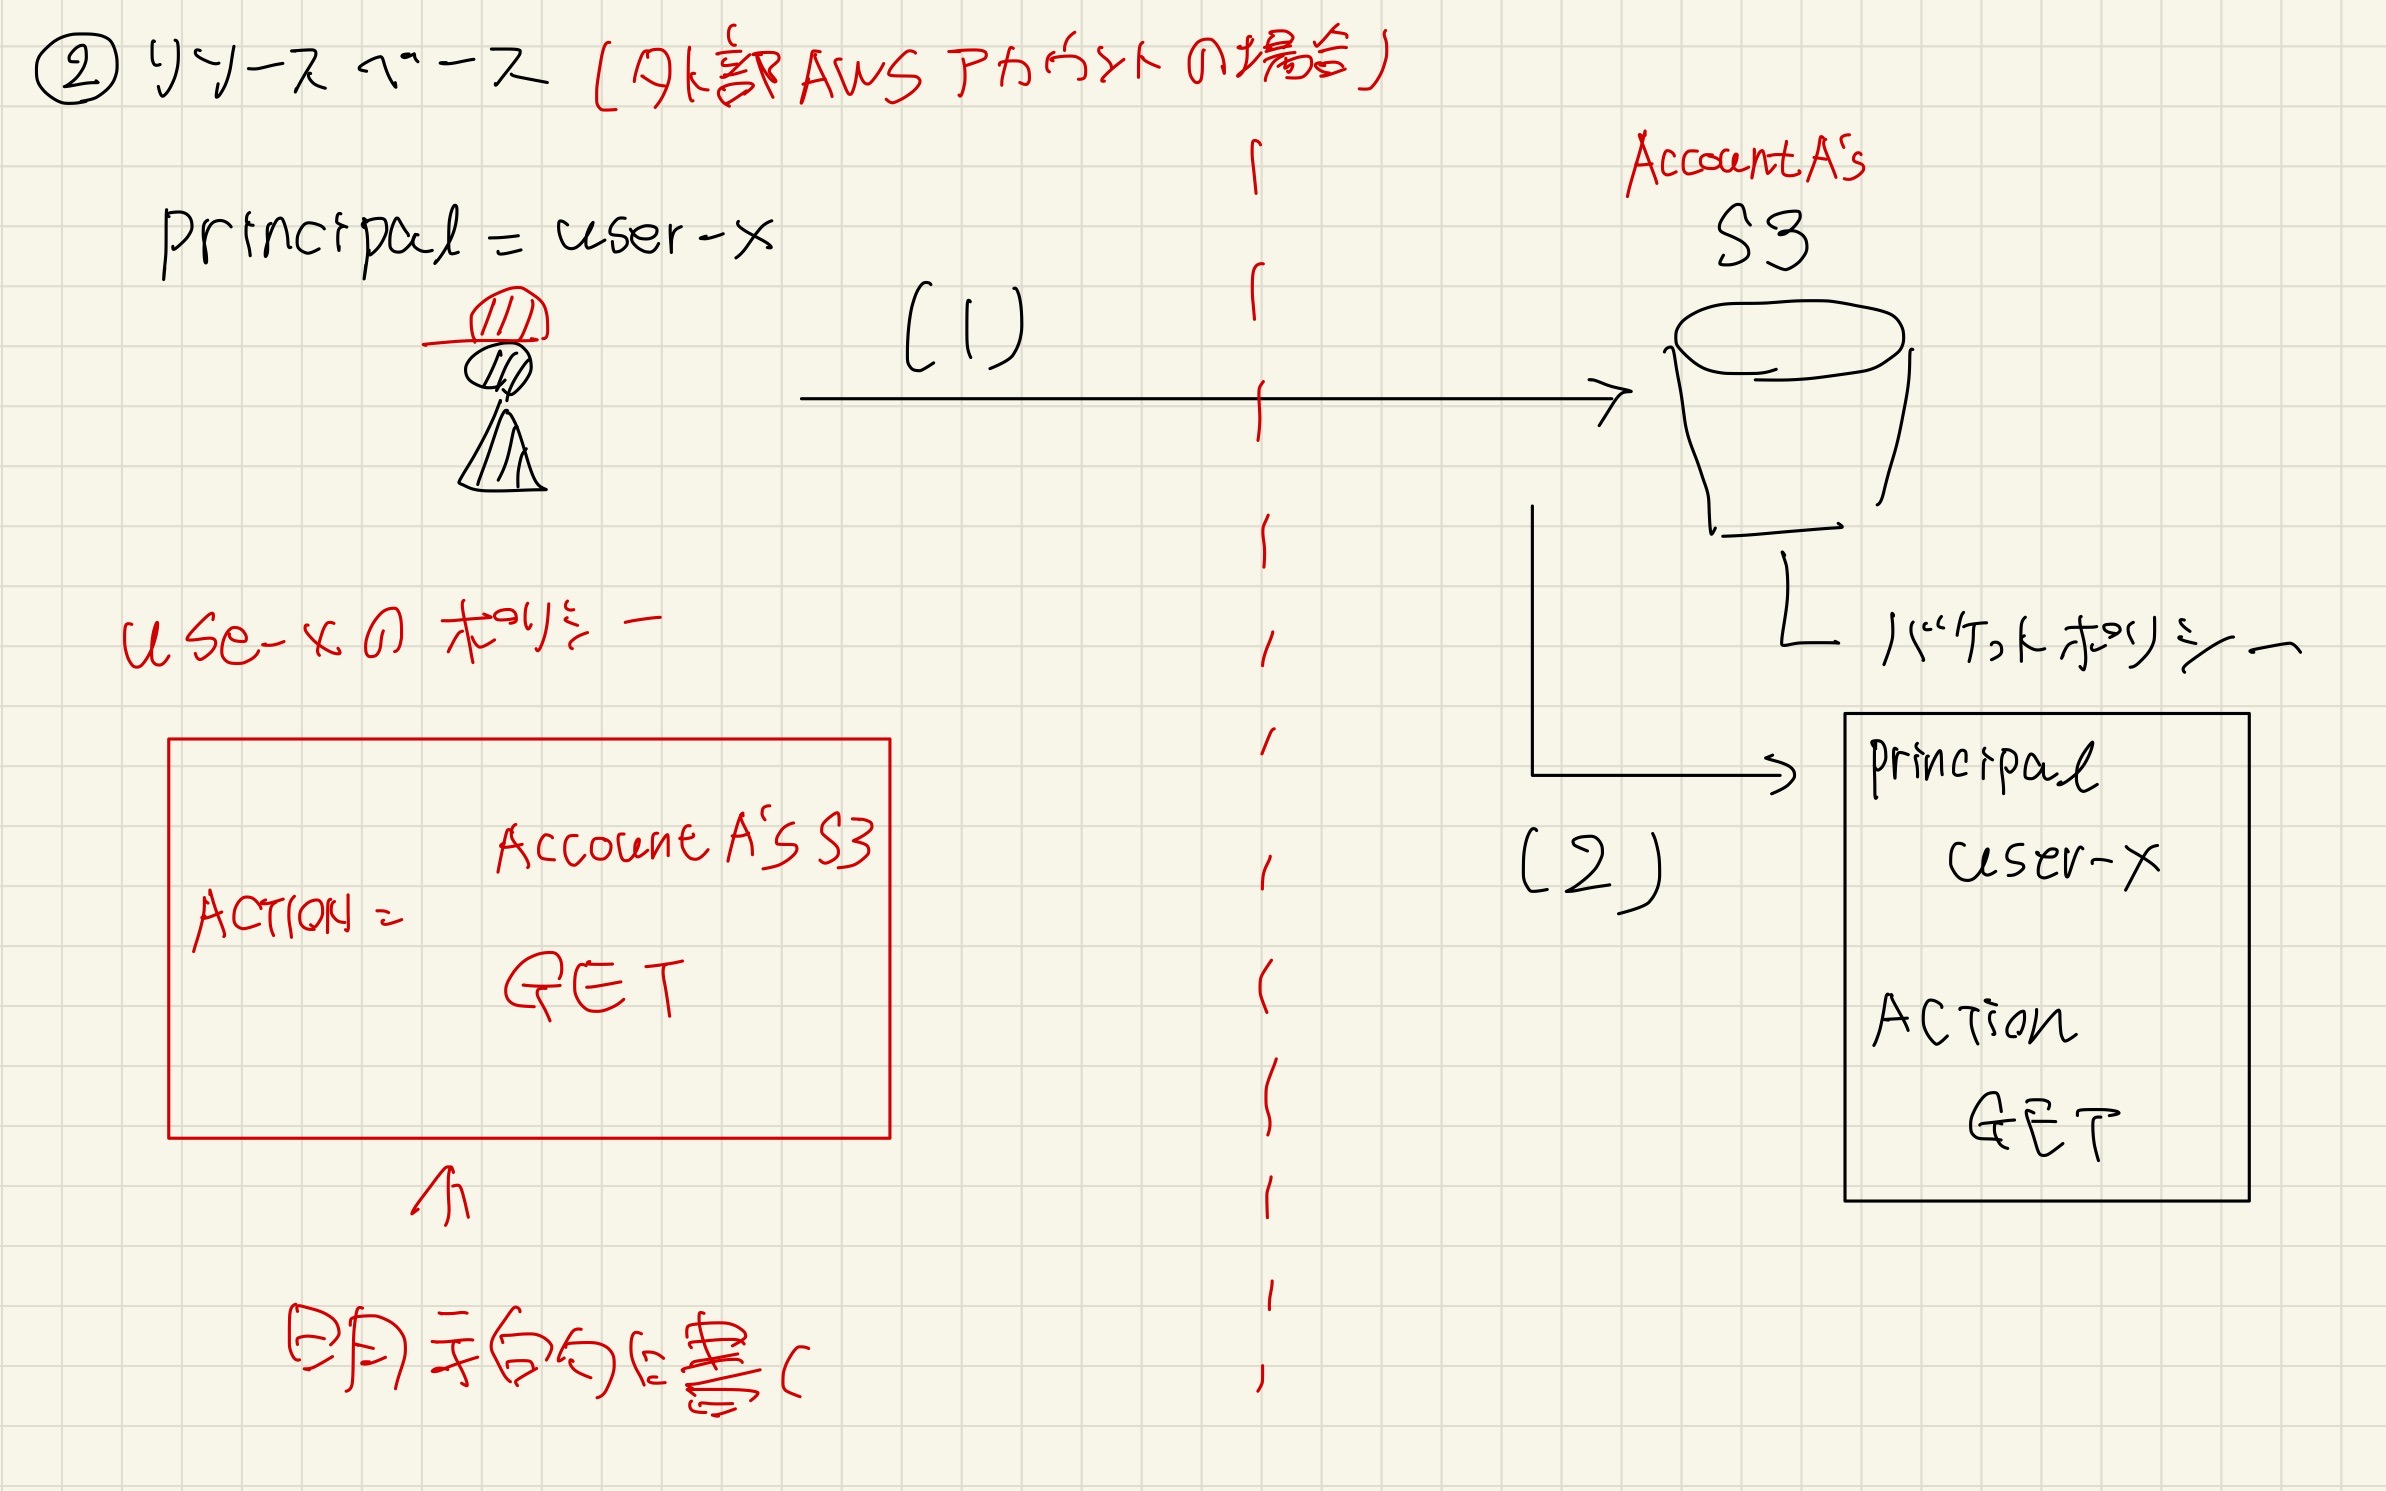 ② リソースベース (外部AWSアカウントの場合)
Account A's
S3
principal = user-x
(1)
use-xのポリシー
バケットポリシー
principal
user-x
Action
GET
(2)
Account A's S3
ACTION =
GET
明示的に書く